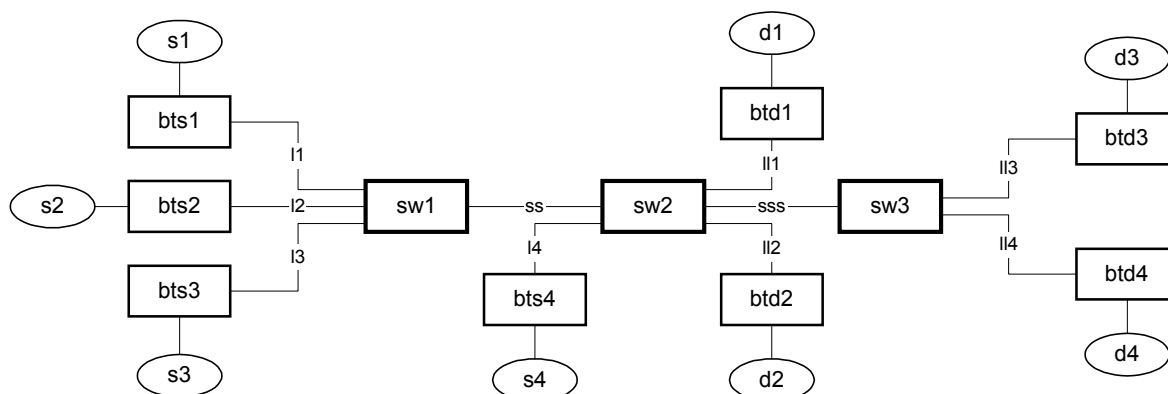 s1
d1
d3
bts1
btd1
btd3
l1
ll1
ll3
s2
bts2
l2
sw1
ss
sw2
sss
sw3
l3
l4
ll2
ll4
bts3
bts4
btd2
btd4
s3
s4
d2
d4